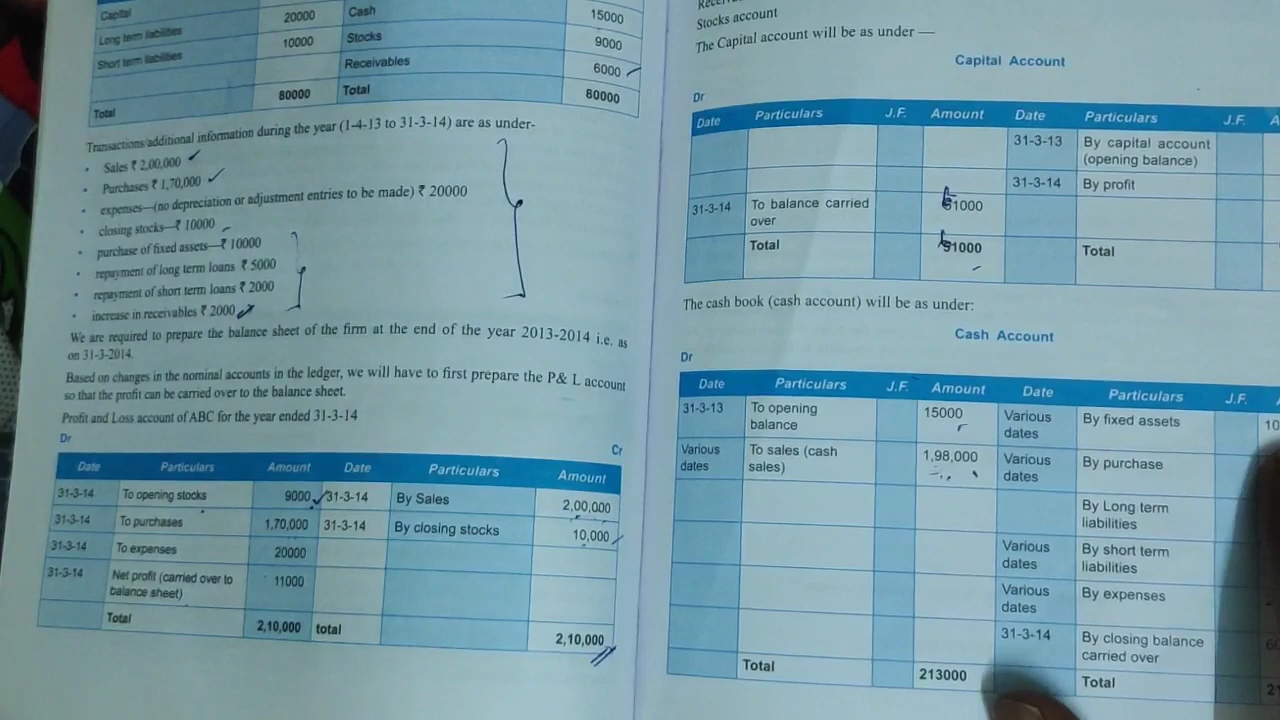 Capital 20000 Cash 15000
Long term liabilities 10000 Stocks 9000
Short term liabilities Receivables 6000
Total 80000 Total 80000
Transactions/additional information during the year (1-4-13 to 31-3-14) are as under-
• Sales ₹ 2,00,000
• Purchases ₹ 1,70,000
• expenses—(no depreciation or adjustment entries to be made) ₹ 20000
• closing stocks—₹ 10000
• purchase of fixed assets—₹ 10000
• repayment of long term loans ₹ 5000
• repayment of short term loans ₹ 2000
• increase in receivables ₹ 2000
We are required to prepare the balance sheet of the firm at the end of the year 2013-2014 i.e. as
on 31-3-2014.
Based on changes in the nominal accounts in the ledger, we will have to first prepare the P& L account
so that the profit can be carried over to the balance sheet.
Profit and Loss account of ABC for the year ended 31-3-14
Dr Cr
Date Particulars Amount Date Particulars Amount
31-3-14 To opening stocks 9000 31-3-14 By Sales 2,00,000
31-3-14 To purchases 1,70,000 31-3-14 By closing stocks 10,000
31-3-14 To expenses 20000
31-3-14 Net profit (carried over to
balance sheet) 11000
Total 2,10,000 total 2,10,000
Stocks account
The Capital account will be as under —
Capital Account
Dr
Date Particulars J.F. Amount Date Particulars J.F.
31-3-13 By capital account
(opening balance)
31-3-14 By profit
31-3-14 To balance carried
over 61000
Total 61000 Total
The cash book (cash account) will be as under:
Cash Account
Dr
Date Particulars J.F. Amount Date Particulars J.F.
31-3-13 To opening
balance 15000 Various
dates By fixed assets
Various
dates To sales (cash
sales) 1,98,000 Various
dates By purchase
By Long term
liabilities
Various
dates By short term
liabilities
Various
dates By expenses
31-3-14 By closing balance
carried over
Total 213000 Total